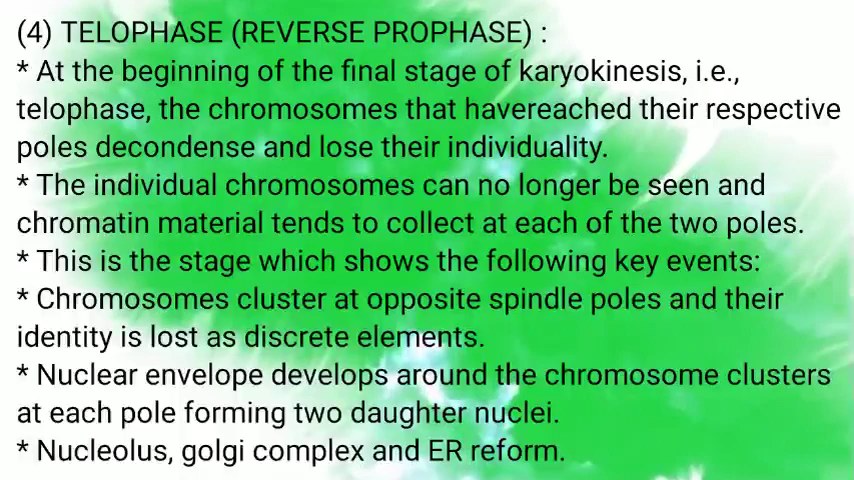 (4) TELOPHASE (REVERSE PROPHASE) :
* At the beginning of the final stage of karyokinesis, i.e.,
telophase, the chromosomes that havereached their respective
poles decondense and lose their individuality.
* The individual chromosomes can no longer be seen and
chromatin material tends to collect at each of the two poles.
* This is the stage which shows the following key events:
* Chromosomes cluster at opposite spindle poles and their
identity is lost as discrete elements.
* Nuclear envelope develops around the chromosome clusters
at each pole forming two daughter nuclei.
* Nucleolus, golgi complex and ER reform.